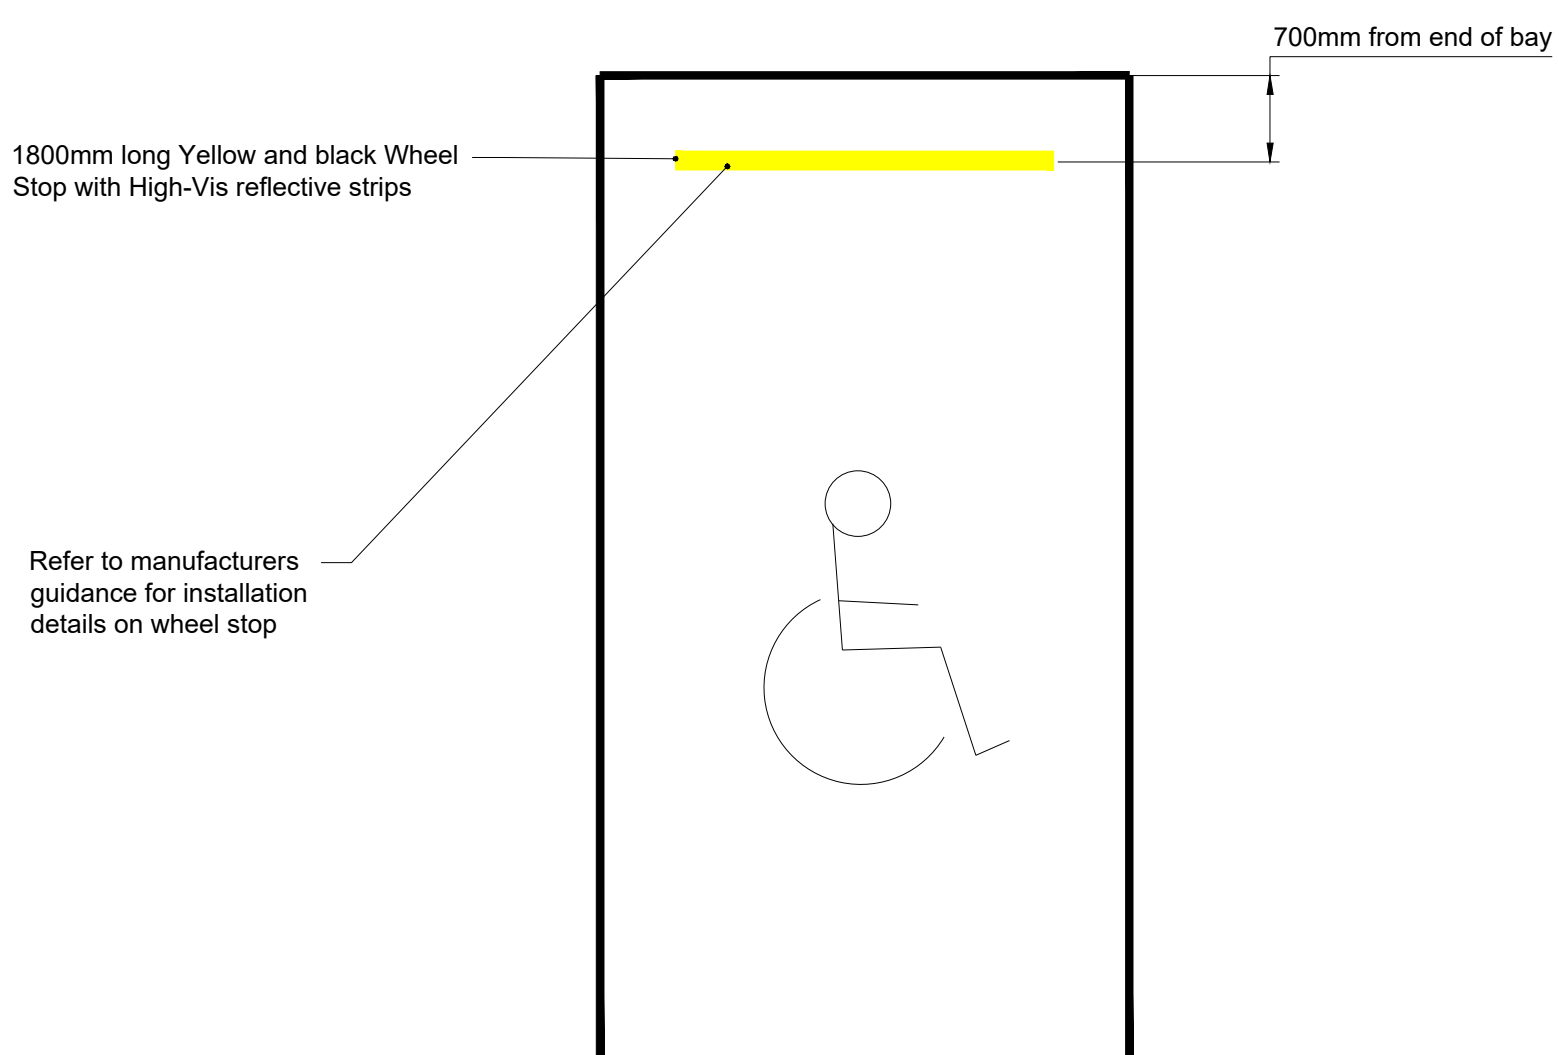 700mm from end of bay
1800mm long Yellow and black Wheel
Stop with High-Vis reflective strips
Refer to manufacturers
guidance for installation
details on wheel stop